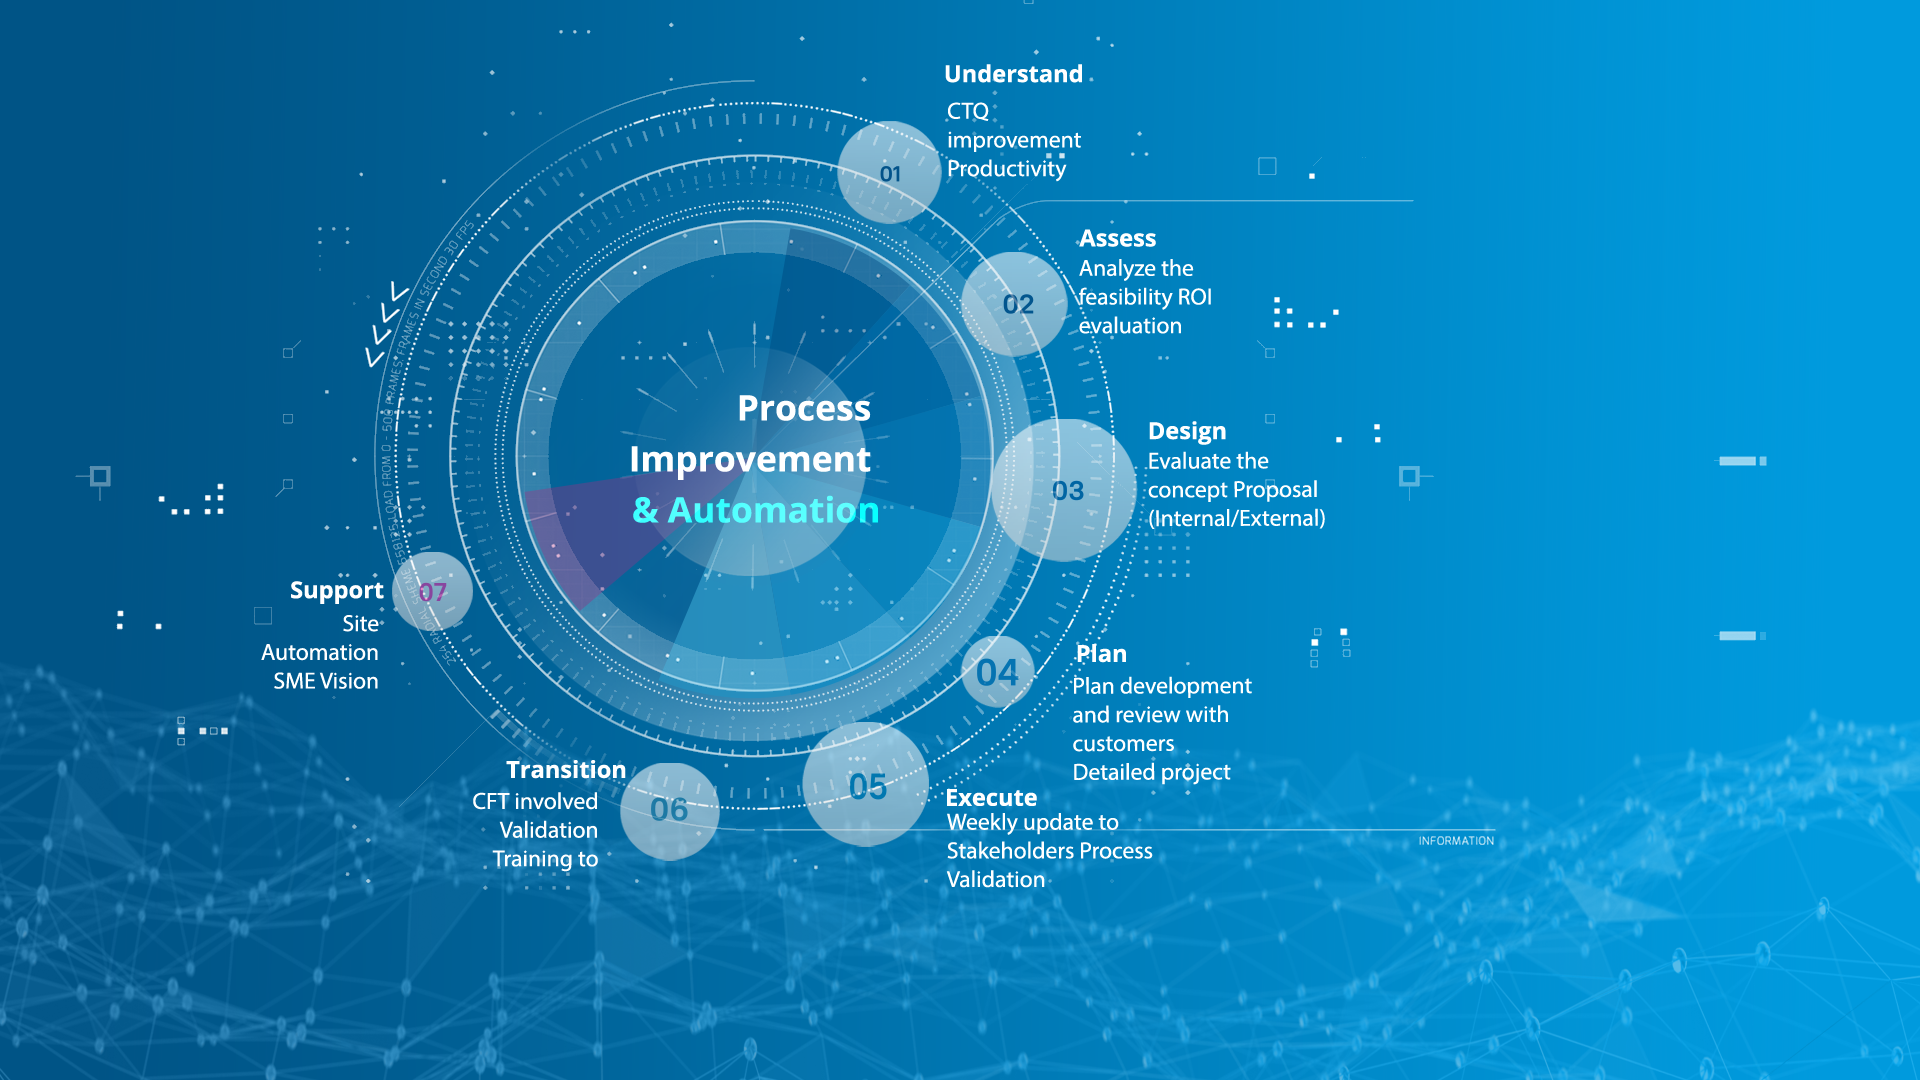 Process
Improvement
& Automation
01
Understand
CTQ
improvement
Productivity
02
Assess
Analyze the
feasibility ROI
evaluation
03
Design
Evaluate the
concept Proposal
(Internal/External)
04
Plan
Plan development
and review with
customers
Detailed project
05
Execute
Weekly update to
Stakeholders Process
Validation
06
Transition
CFT involved
Validation
Training to
07
Support
Site
Automation
SME Vision
INFORMATION
LOAD FROM 0 - 500 FRAMES FRAMES IN SECOND 30 FPS